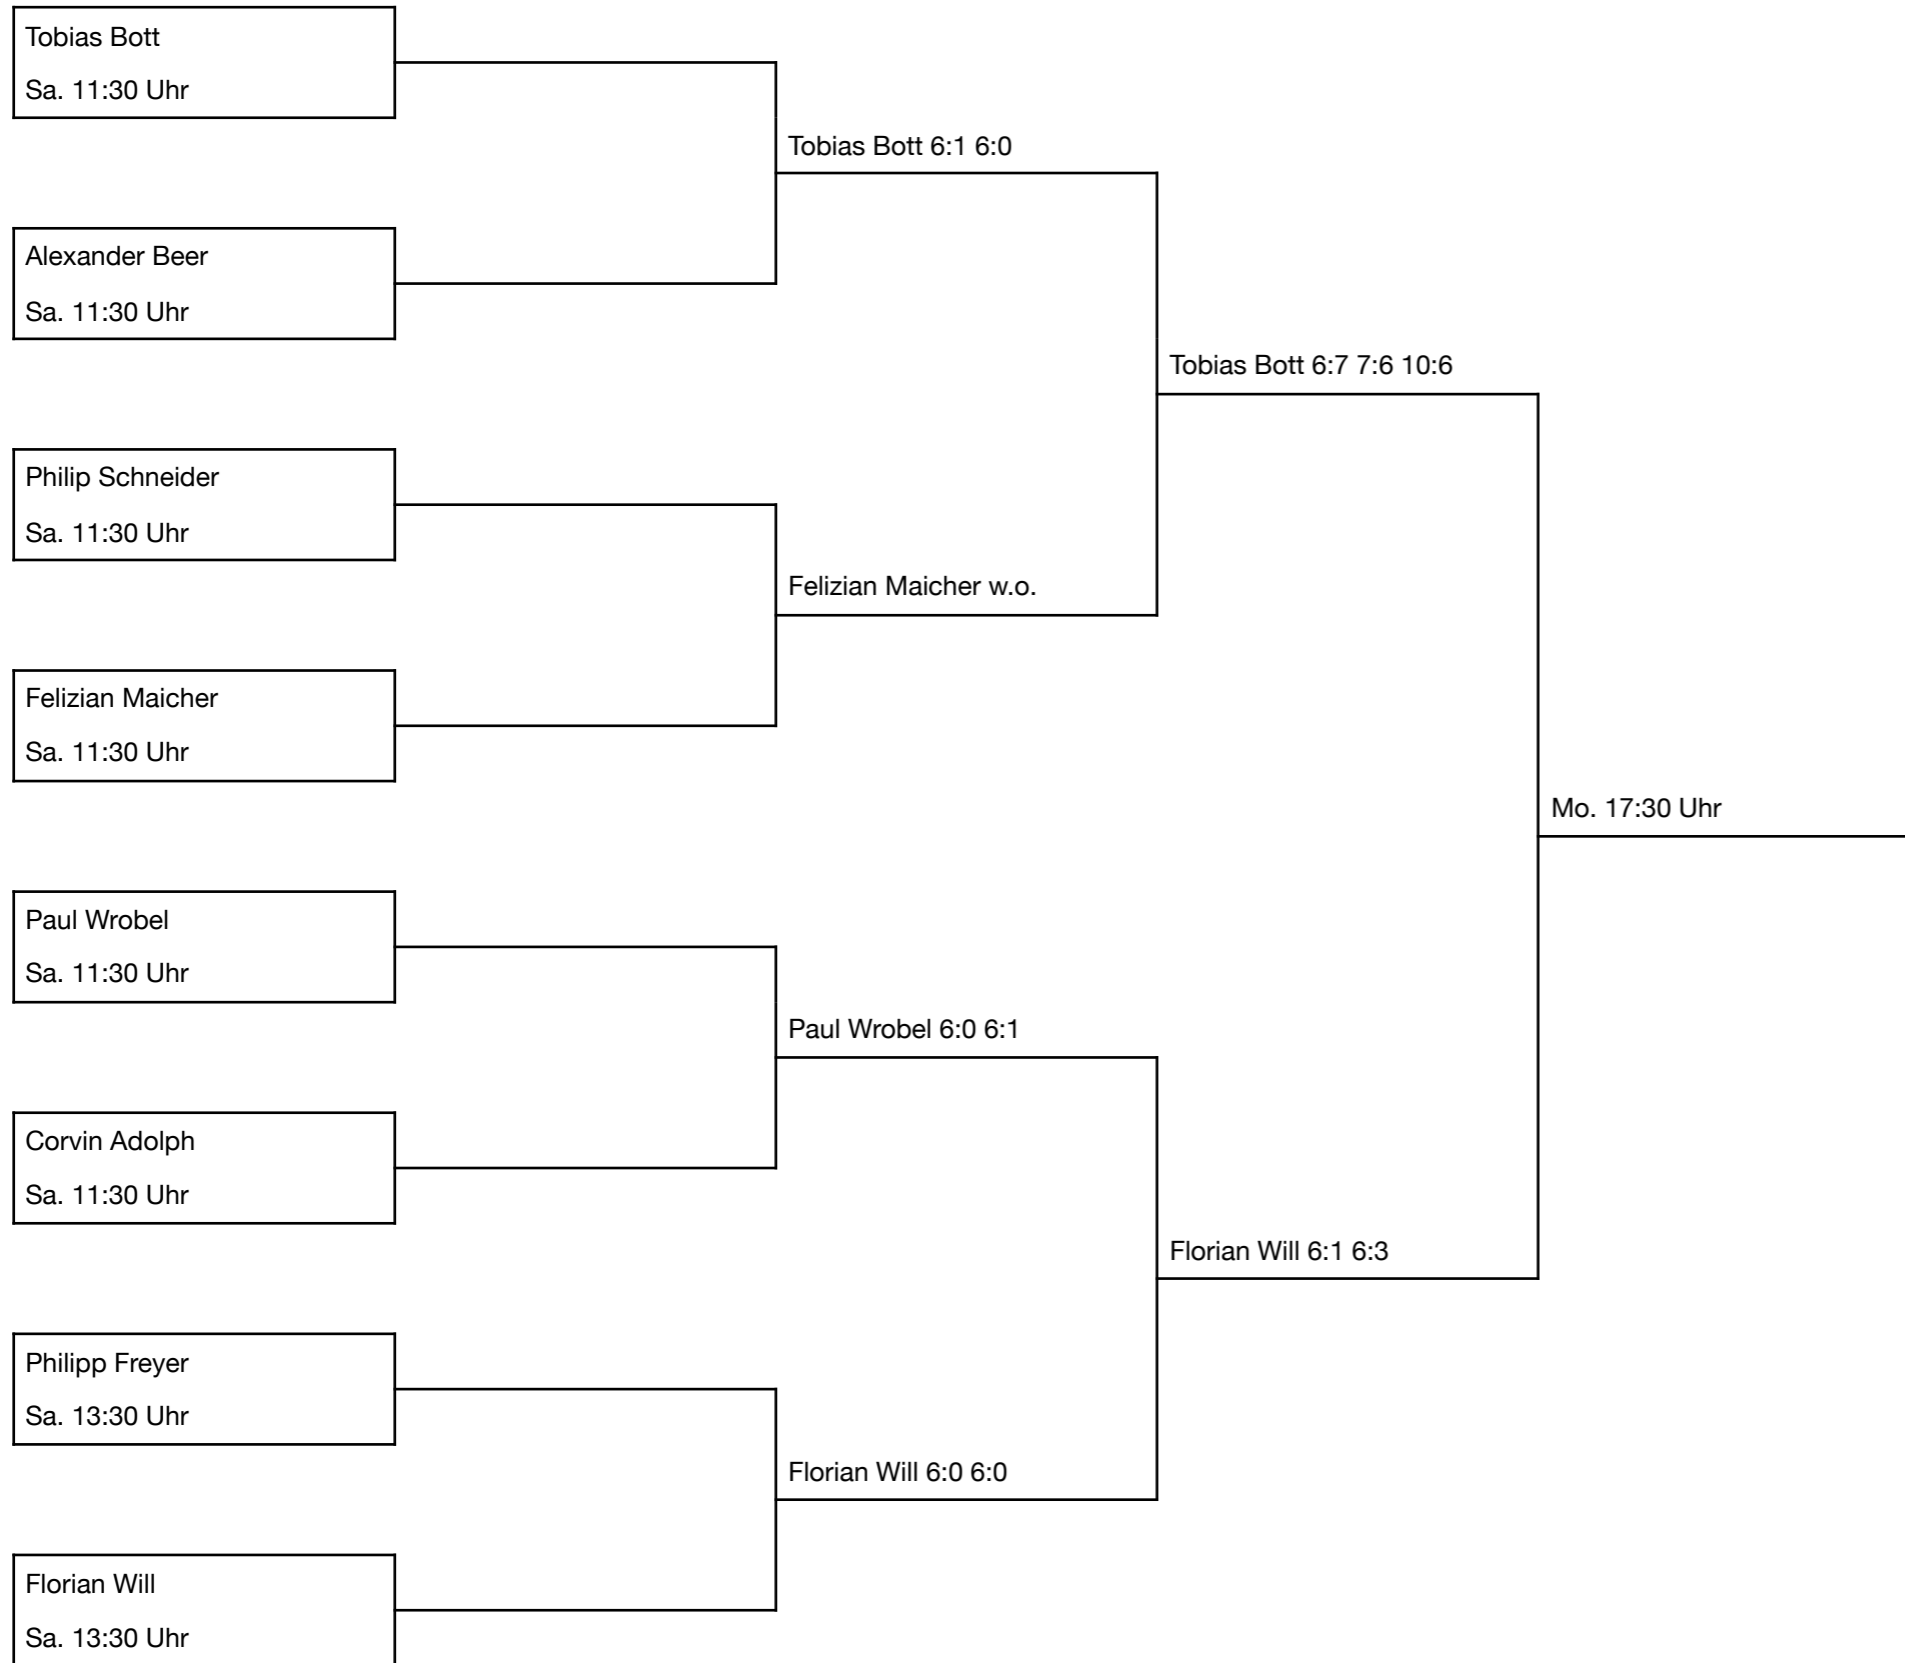 Tobias Bott
Sa. 11:30 Uhr
Tobias Bott 6:1 6:0
Alexander Beer
Sa. 11:30 Uhr
Tobias Bott 6:7 7:6 10:6
Philip Schneider
Sa. 11:30 Uhr
Felizian Maicher w.o.
Felizian Maicher
Sa. 11:30 Uhr
Mo. 17:30 Uhr
Paul Wrobel
Sa. 11:30 Uhr
Paul Wrobel 6:0 6:1
Corvin Adolph
Sa. 11:30 Uhr
Florian Will 6:1 6:3
Philipp Freyer
Sa. 13:30 Uhr
Florian Will 6:0 6:0
Florian Will
Sa. 13:30 Uhr